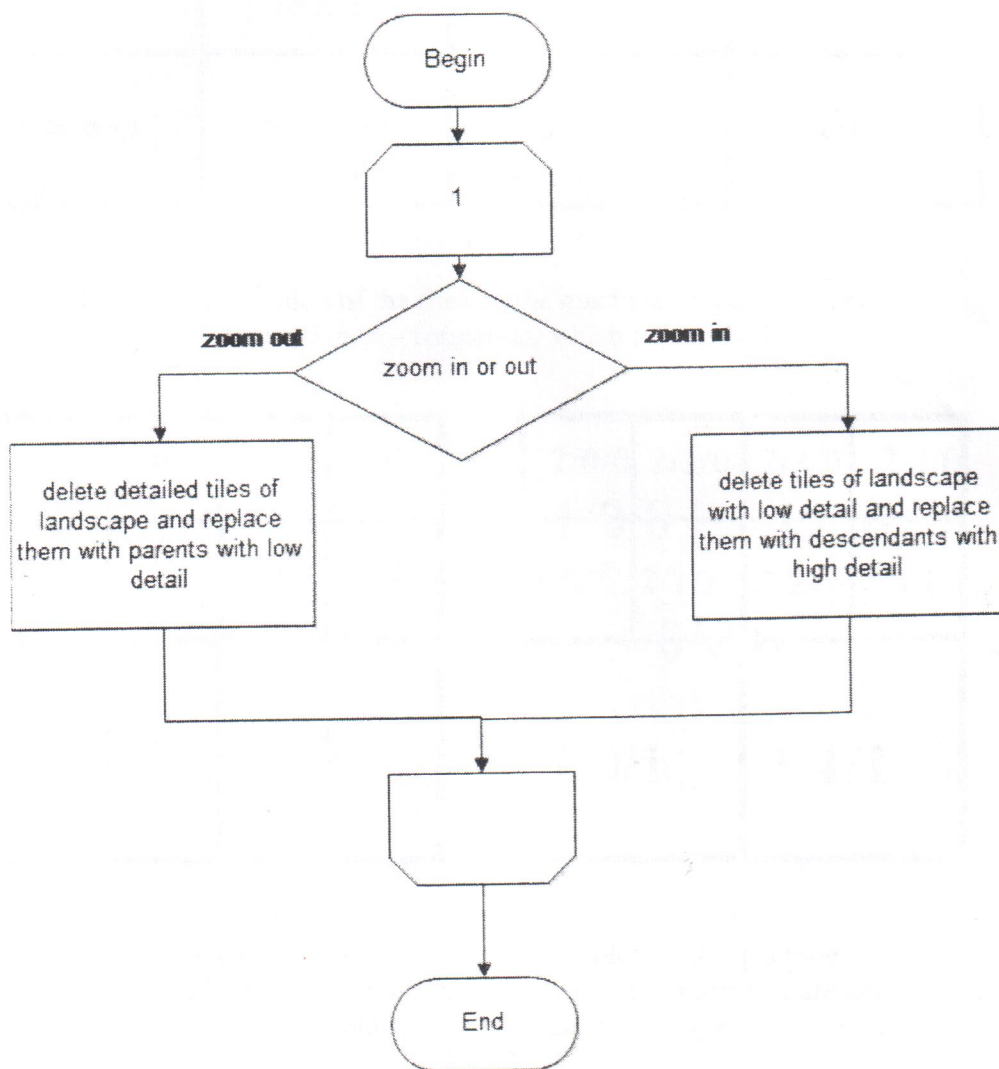 Begin
1
zoom out
zoom in
zoom in or out
delete detailed tiles of
landscape and replace
them with parents with low
detail
delete tiles of landscape
with low detail and replace
them with descendants with
high detail
End